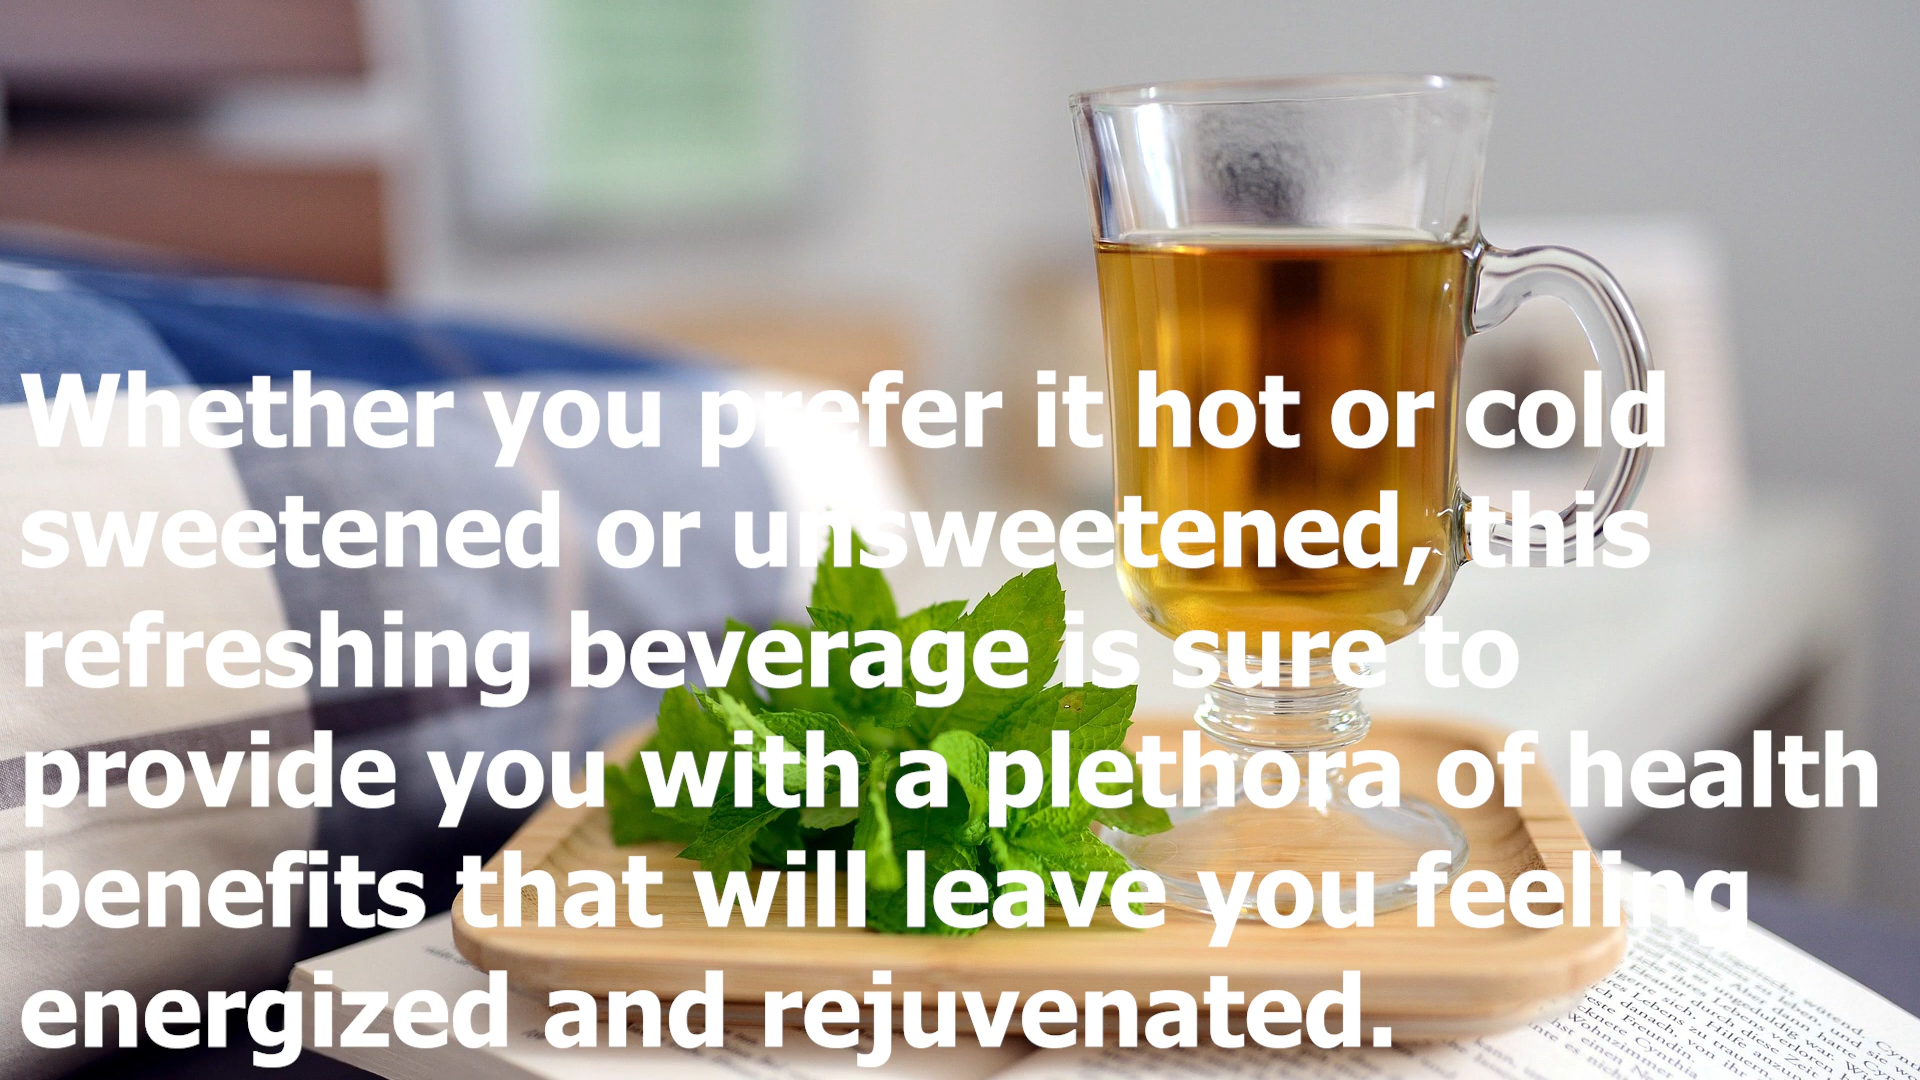 Whether you prefer it hot or cold
sweetened or unsweetened, this
refreshing beverage is sure to
provide you with a plethora of health
benefits that will leave you feeling
energized and rejuvenated.